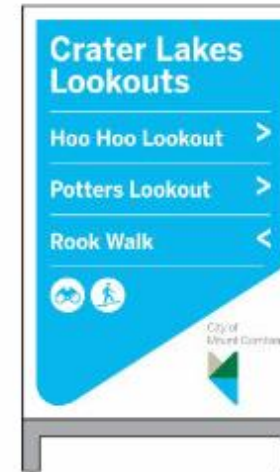 Crater Lakes
Lookouts
Hoo Hoo Lookout >
Potters Lookout >
Rook Walk <
City of
Mount Gambier